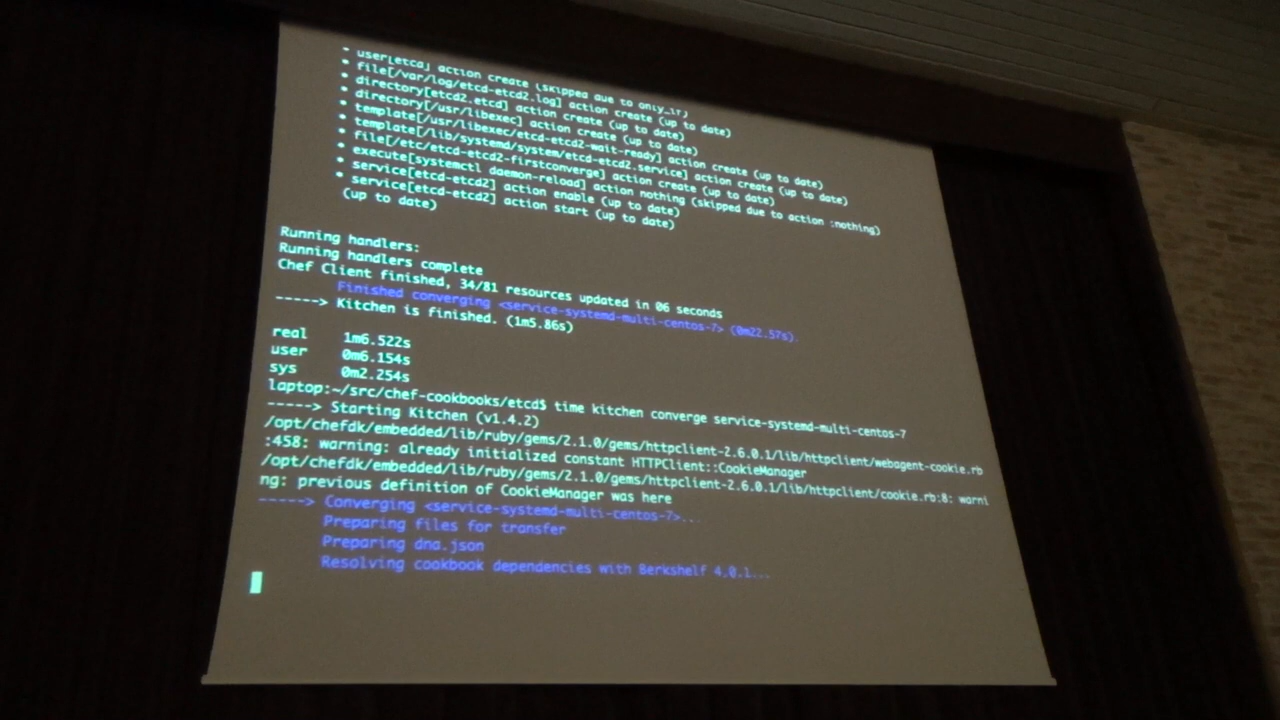 • user[etcd] action create (skipped due to only_if)
• file[/var/log/etcd-etcd2.log] action create (up to date)
• directory[etcd2.etcd] action create (up to date)
• directory[/usr/libexec] action create (up to date)
• template[/usr/libexec/etcd-etcd2-wait-ready] action create (up to date)
• template[/lib/systemd/system/etcd-etcd2.service] action create (up to date)
• file[/etc/etcd-etcd2-firstconverge] action create (up to date)
• execute[systemctl daemon-reload] action nothing (skipped due to action :nothing)
• service[etcd-etcd2] action enable (up to date)
• service[etcd-etcd2] action start (up to date)
(up to date)
Running handlers:
Running handlers complete
Chef Client finished, 34/81 resources updated in 06 seconds
Finished converging <service-systemd-multi-centos-7> (0m22.57s).
-----> Kitchen is finished. (1m5.86s)
real 1m6.522s
user 0m6.154s
sys 0m2.254s
laptop:~/src/chef-cookbooks/etcd$ time kitchen converge service-systemd-multi-centos-7
-----> Starting Kitchen (v1.4.2)
/opt/chefdk/embedded/lib/ruby/gems/2.1.0/gems/httpclient-2.6.0.1/lib/httpclient/webagent-cookie.rb
:458: warning: already initialized constant HTTPClient::CookieManager
/opt/chefdk/embedded/lib/ruby/gems/2.1.0/gems/httpclient-2.6.0.1/lib/httpclient/cookie.rb:8: warni
ng: previous definition of CookieManager was here
-----> Converging <service-systemd-multi-centos-7>...
Preparing files for transfer
Preparing dna.json
Resolving cookbook dependencies with Berkshelf 4.0.1...